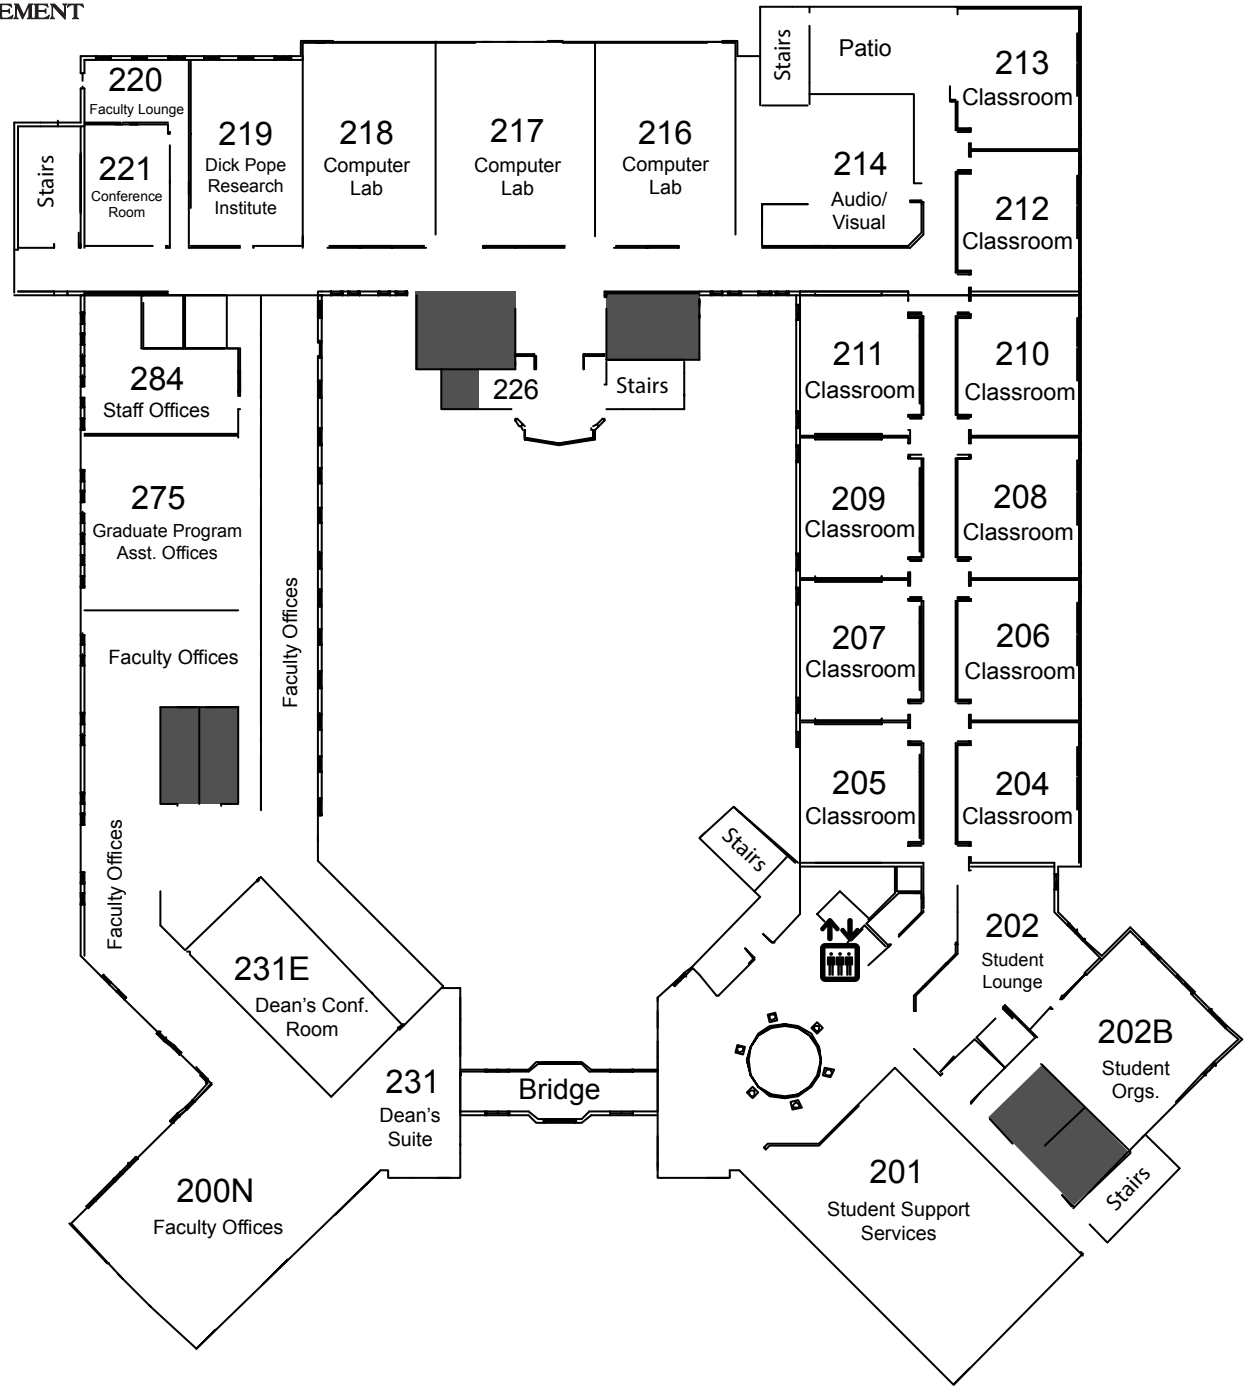 EMENT
Stairs
Patio
213
Classroom
220
Faculty Lounge
219
Dick Pope
Research
Institute
218
Computer
Lab
217
Computer
Lab
216
Computer
Lab
214
Audio/
Visual
221
Conference
Room
Stairs
212
Classroom
284
Staff Offices
226
Stairs
211
Classroom
210
Classroom
275
Graduate Program
Asst. Offices
209
Classroom
208
Classroom
Faculty Offices
Faculty Offices
207
Classroom
206
Classroom
205
Classroom
204
Classroom
Faculty Offices
Stairs
202
Student
Lounge
231E
Dean's Conf.
Room
202B
Student
Orgs.
231
Dean's
Suite
Bridge
200N
Faculty Offices
201
Student Support
Services
Stairs